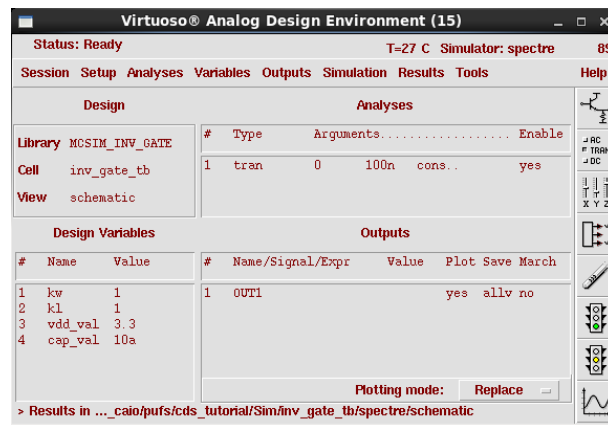 Virtuoso® Analog Design Environment (15)
Status: Ready
T=27 C Simulator: spectre
Session Setup Analyses Variables Outputs Simulation Results Tools Help
Design
Library MCSIM_INV_GATE
Cell inv_gate_tb
View schematic
Analyses
# Type Arguments................... Enable
1 tran 0 100n cons.. yes
AC
TRAN
DC
X Y Z
Design Variables
# Name Value
1 kw 1
2 kl 1
3 vdd_val 3.3
4 cap_val 10a
Outputs
# Name/Signal/Expr Value Plot Save March
1 OUT1 yes allv no
Plotting mode: Replace
> Results in ..._caio/pufs/cds_tutorial/Sim/inv_gate_tb/spectre/schematic